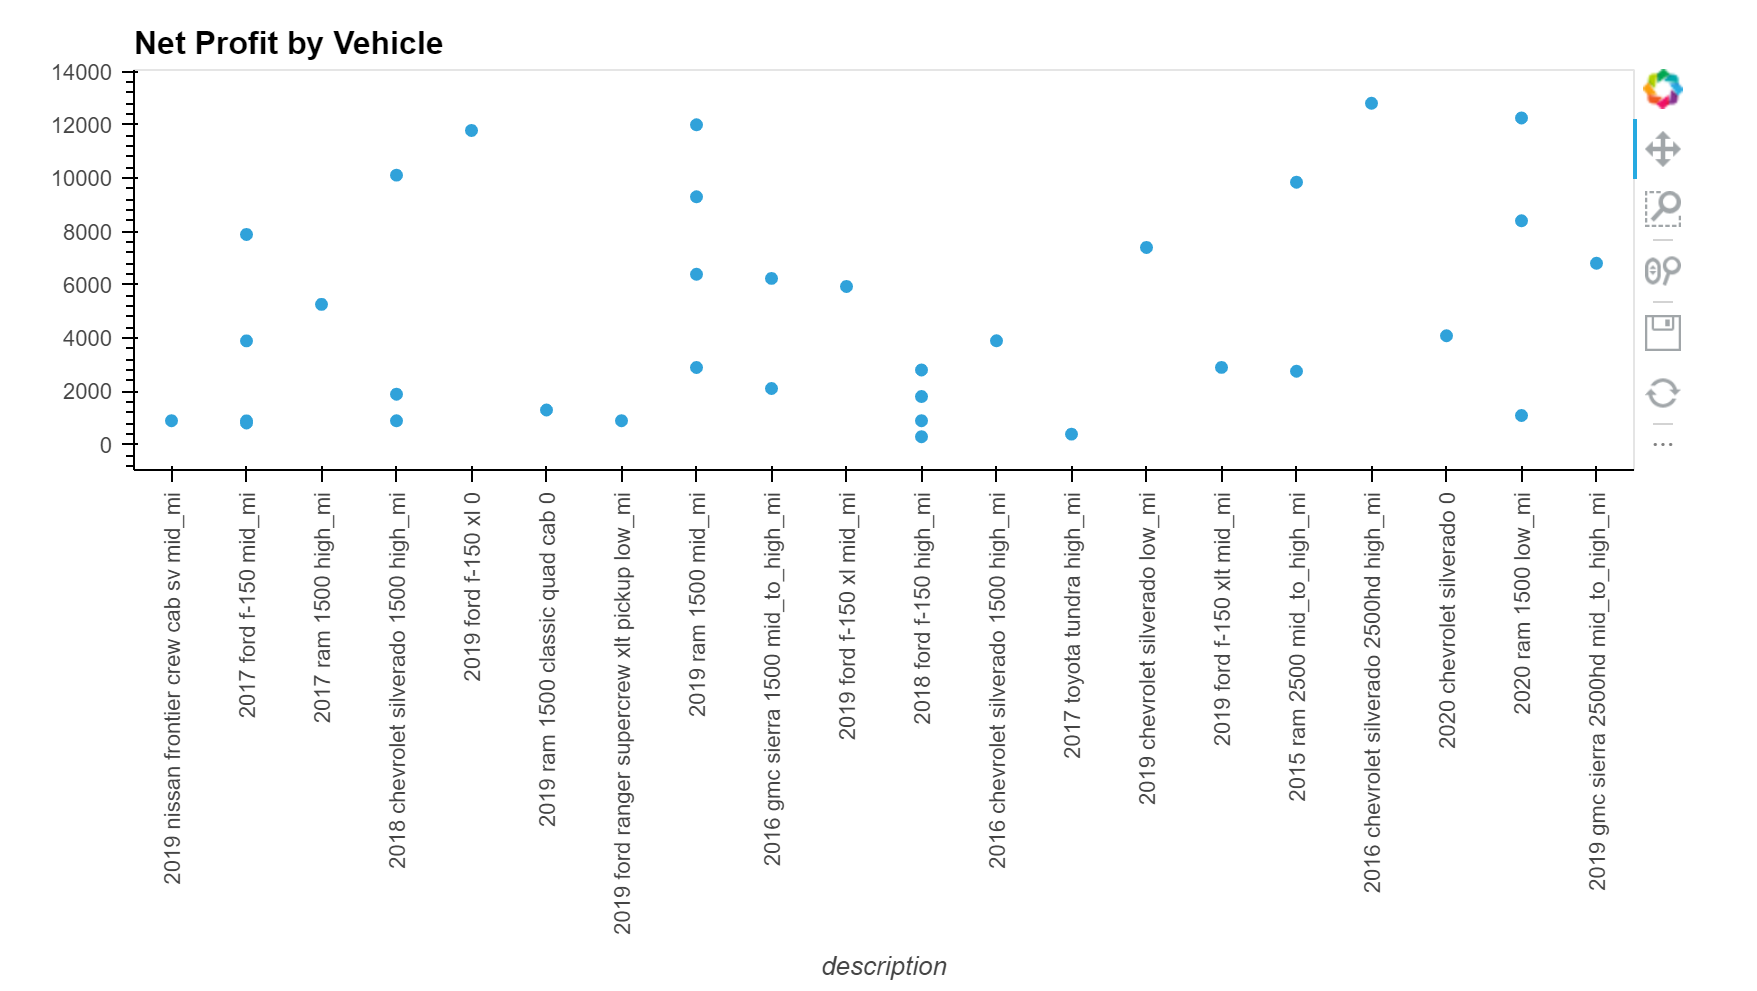 Net Profit by Vehicle
14000
12000
10000
8000
6000
4000
2000
0
2019 nissan frontier crew cab sv mid_mi
2017 ford f-150 mid_mi
2017 ram 1500 high_mi
2018 chevrolet silverado 1500 high_mi
2019 ford f-150 xl 0
2019 ram 1500 classic quad cab 0
2019 ford ranger supercrew xlt pickup low_mi
2019 ram 1500 mid_mi
2016 gmc sierra 1500 mid_to_high_mi
2019 ford f-150 xl mid_mi
2018 ford f-150 high_mi
2016 chevrolet silverado 1500 high_mi
2017 toyota tundra high_mi
2019 chevrolet silverado low_mi
2019 ford f-150 xlt mid_mi
2015 ram 2500 mid_to_high_mi
2016 chevrolet silverado 2500hd high_mi
2020 chevrolet silverado 0
2020 ram 1500 low_mi
2019 gmc sierra 2500hd mid_to_high_mi
description